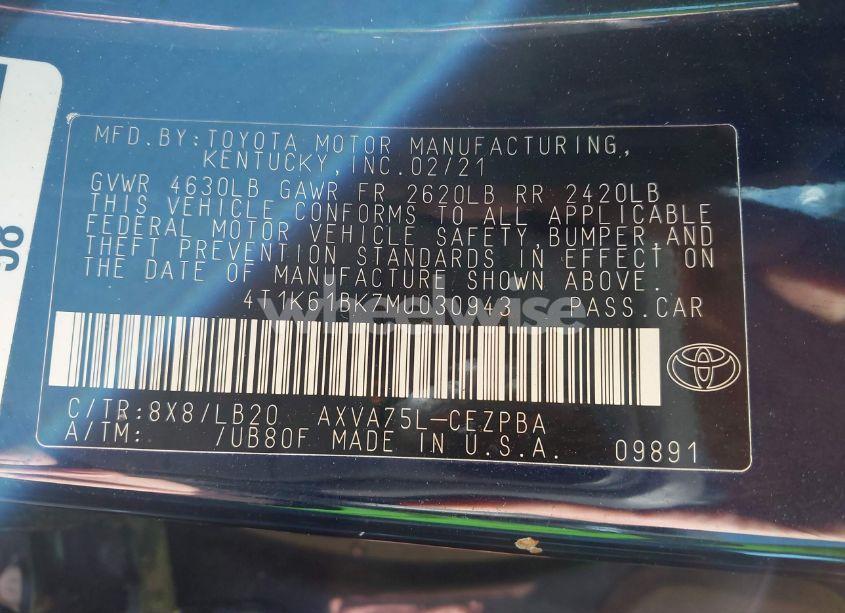 MFD.BY:TOYOTA MOTOR MANUFACTURING,
KENTUCKY,INC.02/21
GVWR 4630LB GAWR FR 2620LB RR 2420LB
THIS VEHICLE CONFORMS TO ALL APPLICABLE
FEDERAL MOTOR VEHICLE SAFETY,BUMPER,AND
THEFT PREVENTION STANDARDS IN EFFECT ON
THE DATE OF MANUFACTURE SHOWN ABOVE.
PASS.CAR
wheelwise
C/TR:8X8/LB20 AXVA75L-CEZPBA
A/TM: /UB80F MADE IN U.S.A. 09891